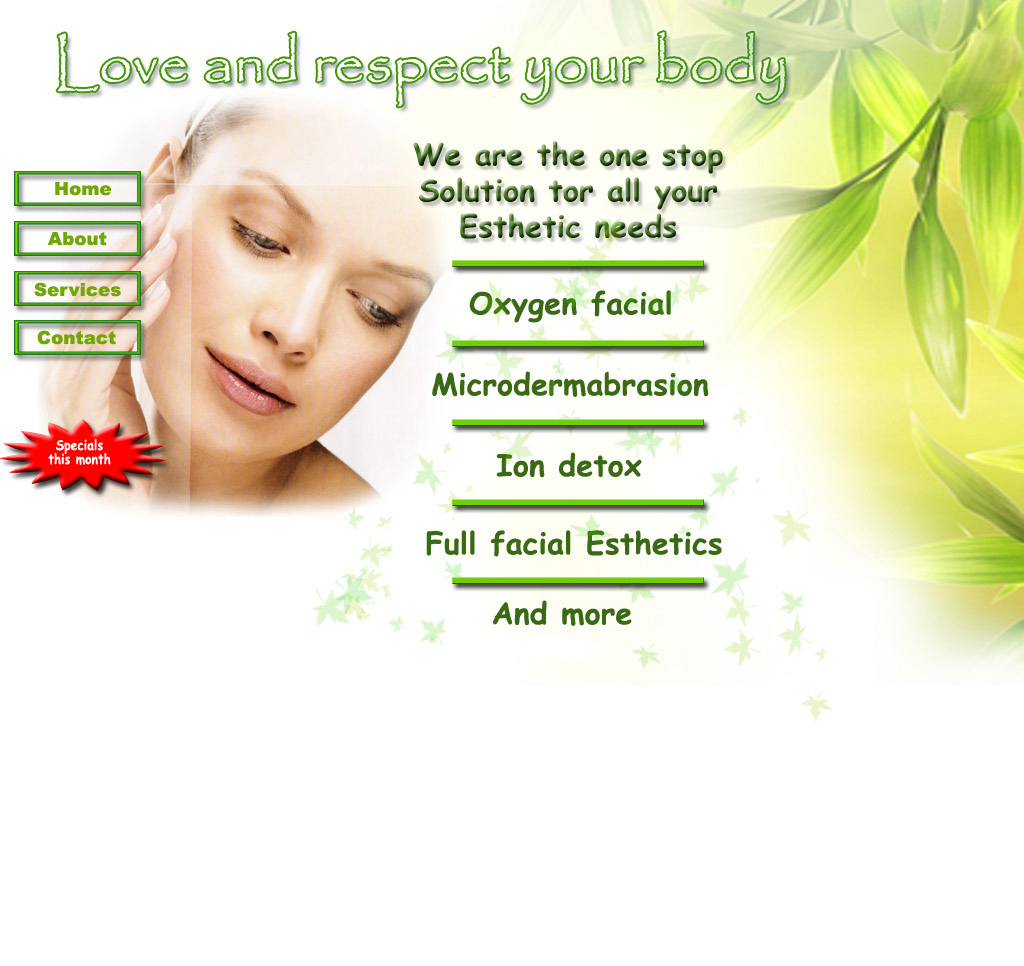 Love and respect your body
We are the one stop
Solution tor all your
Esthetic needs
Home
About
Services
Contact
Oxygen facial
Microdermabrasion
Ion detox
Full facial Esthetics
And more
Specials
this month